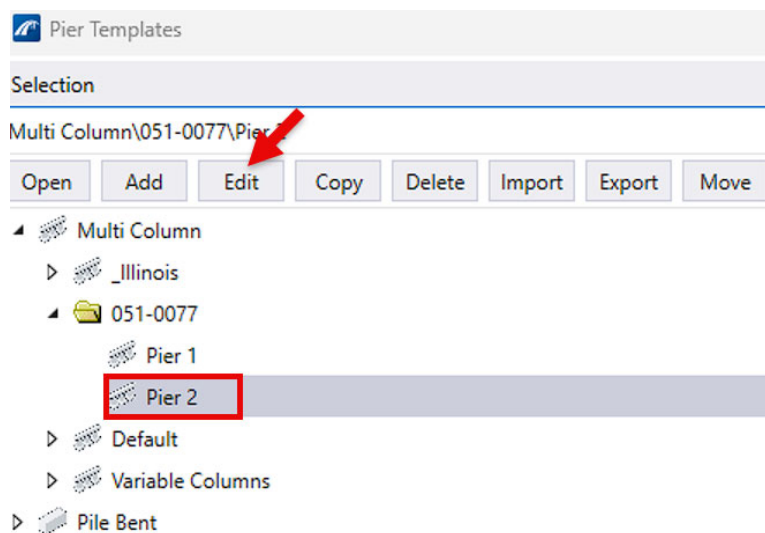 Pier Templates
Selection
Multi Column\051-0077\Pier 2
Open Add Edit Copy Delete Import Export Move
Multi Column
_Illinois
051-0077
Pier 1
Pier 2
Default
Variable Columns
Pile Bent